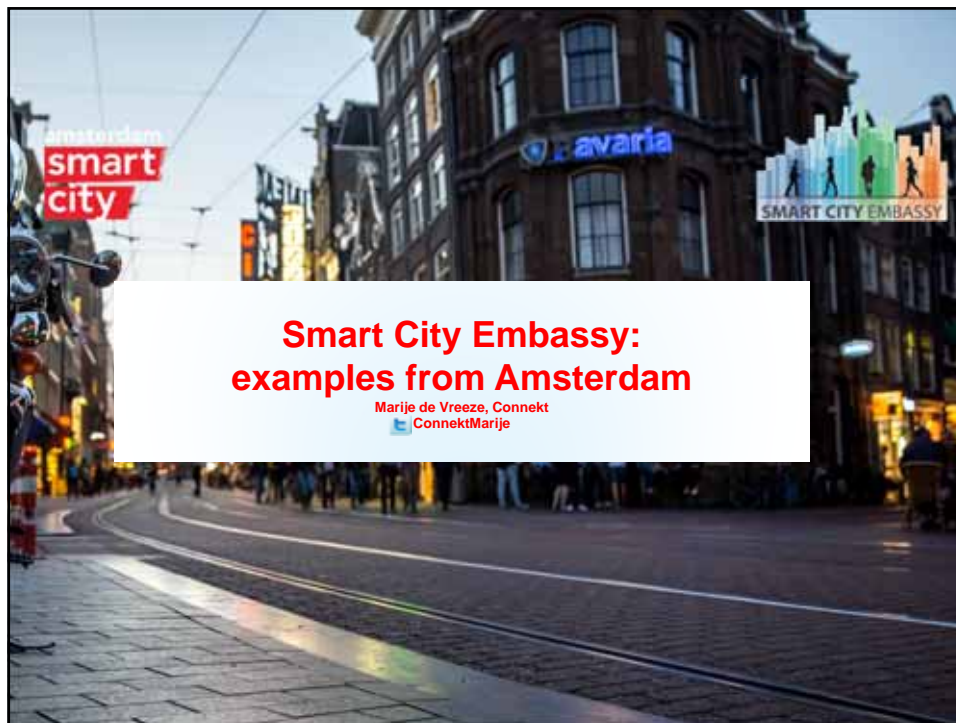 amsterdam
smart
city
avaria
SMART CITY EMBASSY
Smart City Embassy:
examples from Amsterdam
Marije de Vreeze, Connekt
ConnektMarije